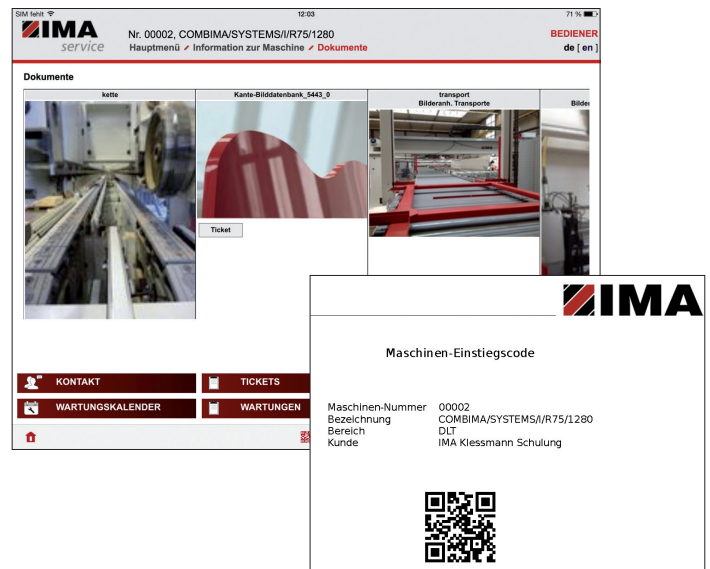 SIM fehlt
12:03
71 %
IMA
service
Nr. 00002, COMBIMA/SYSTEMS/I/R75/1280
Hauptmenü / Information zur Maschine / Dokumente
BEDIENER
de [ en ]
Dokumente
kette
Kante-Bilddatenbank_5443_0
transport
Bilderanh. Transporte
Bilder
Ticket
KONTAKT
TICKETS
WARTUNGSKALENDER
WARTUNGEN
IMA
Maschinen-Einstiegscode
Maschinen-Nummer 00002
Bezeichnung COMBIMA/SYSTEMS/I/R75/1280
Bereich DLT
Kunde IMA Klessmann Schulung